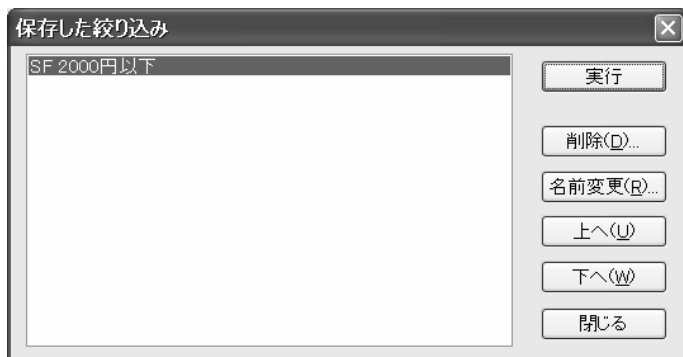 保存した絞り込み
SF 2000円以下
実行
削除(D)...
名前変更(R)...
上へ(U)
下へ(W)
閉じる